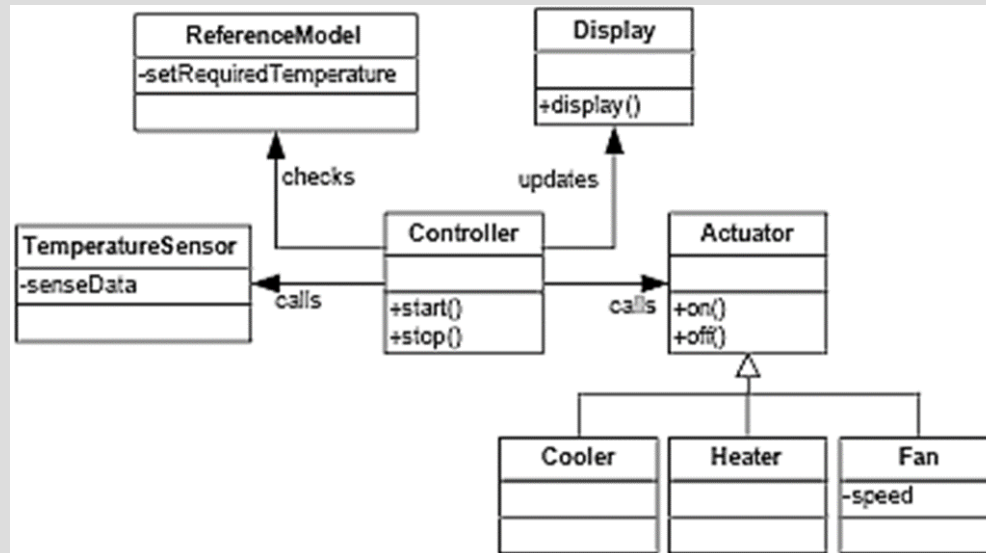 ReferenceModel
-setRequiredTemperature
Display
+display()
checks
updates
TemperatureSensor
-senseData
Controller
+start()
+stop()
Actuator
+on()
+off()
calls
calls
Cooler
Heater
Fan
-speed